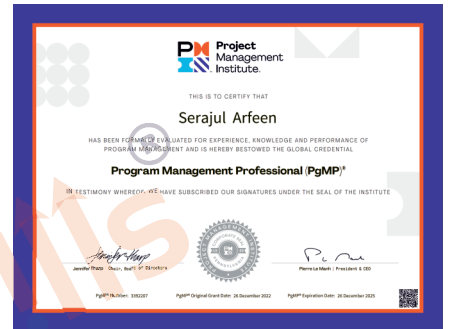 Project
Management
Institute.
THIS IS TO CERTIFY THAT
Serajul Arfeen
HAS BEEN FORMALLY EVALUATED FOR EXPERIENCE, KNOWLEDGE AND PERFORMANCE OF
PROGRAM MANAGEMENT AND IS HEREBY BESTOWED THE GLOBAL CREDENTIAL
Program Management Professional (PgMP)®
IN TESTIMONY WHEREOF, WE HAVE SUBSCRIBED OUR SIGNATURES UNDER THE SEAL OF THE INSTITUTE
Jennifer Tharp Chair, Board of Directors
Pierre Le Manh | President & CEO
PgMP® Number: 3392207
PgMP® Original Grant Date: 26 December 2022
PgMP® Expiration Date: 26 December 2025